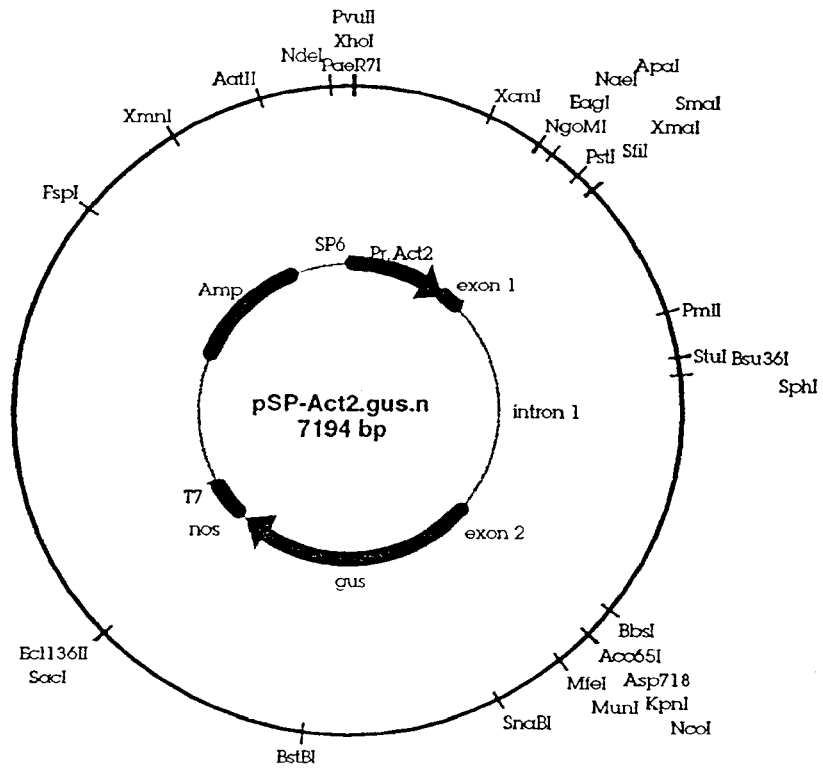 PvuII
XhoI
PaeR7I
NdeI
AatII
XmnI
FspI
XcmI
ApaI
NaeI
EagI
SmaI
NgoMI
XmaI
SfiI
PstI
SP6
Pr.Act2
exon 1
Amp
PmlI
StuI
Bsu36I
SphI
pSP-Act2.gus.n
7194 bp
intron 1
T7
nos
exon 2
gus
BbsI
Acc65I
Asp718
MfeI
MunI
KpnI
NcoI
SnaBI
BstBI
Ecl136II
SacI